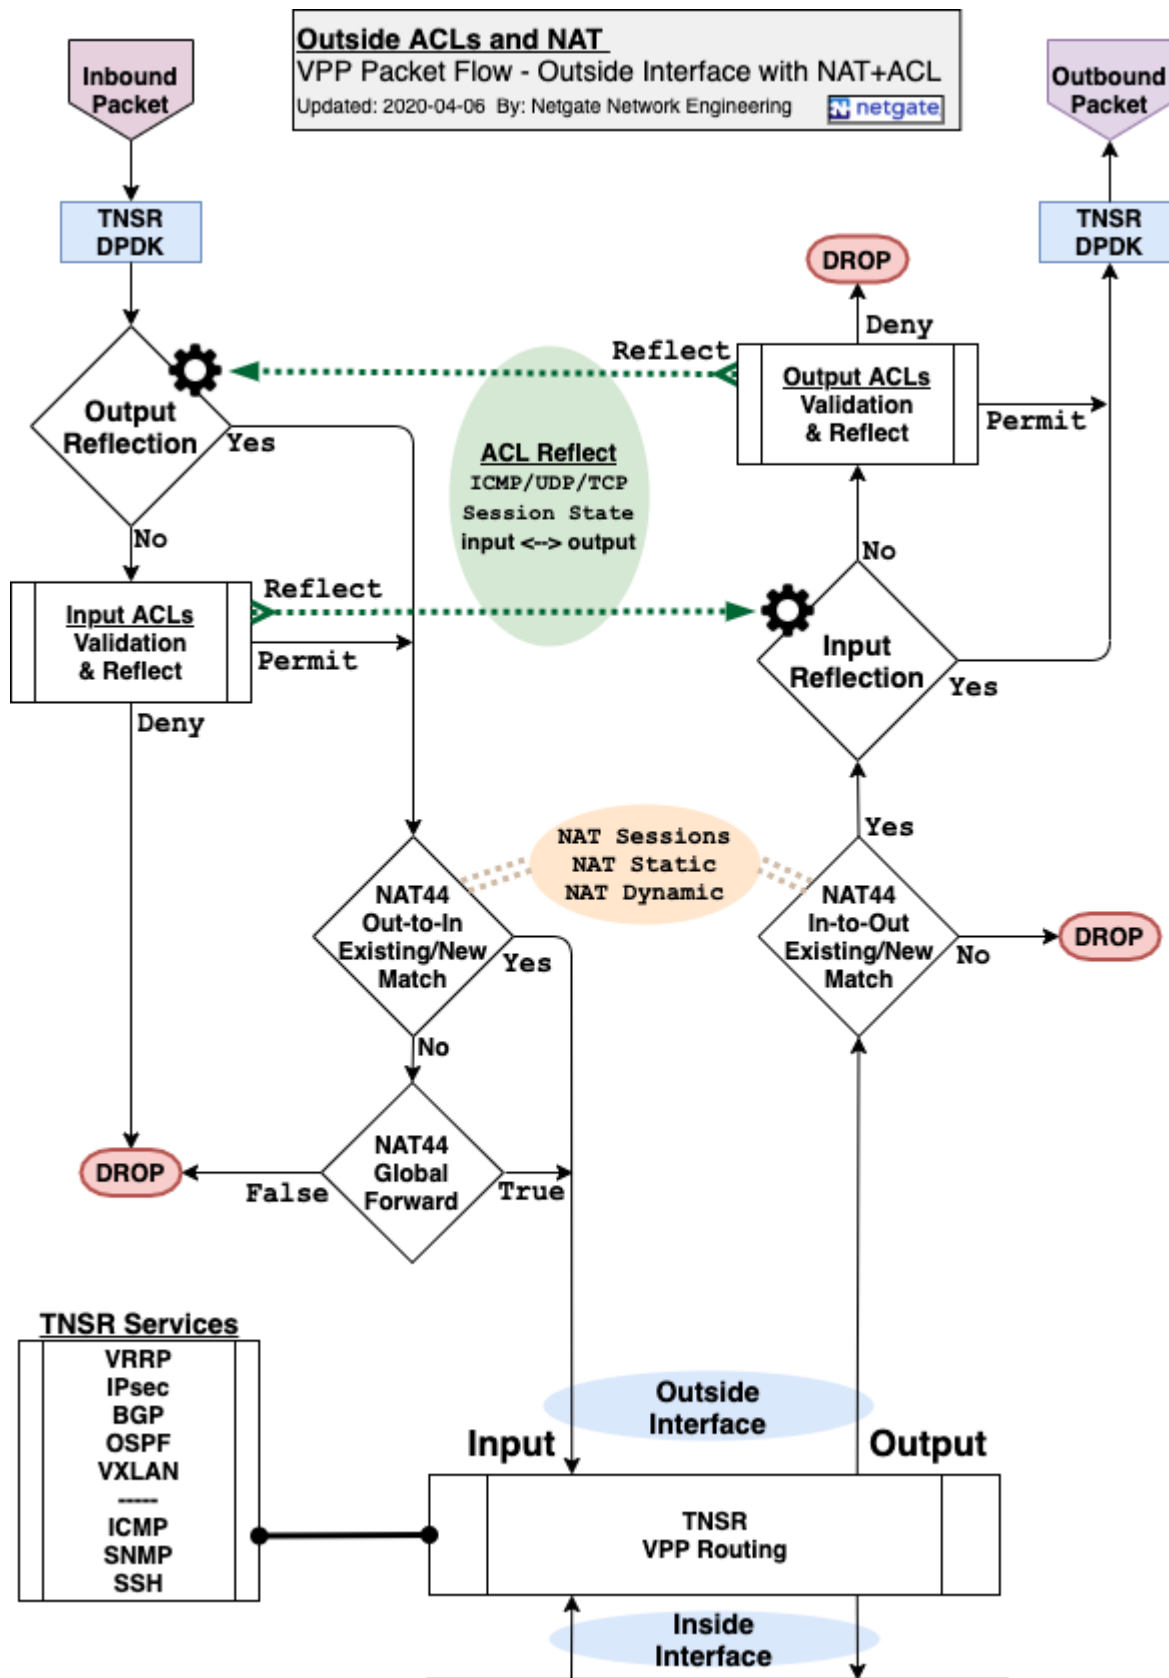 Outside ACLs and NAT
VPP Packet Flow - Outside Interface with NAT+ACL
Updated: 2020-04-06 By: Netgate Network Engineering
netgate
Inbound
Packet
Outbound
Packet
TNSR
DPDK
TNSR
DPDK
DROP
Deny
Reflect
Output ACLs
Validation
& Reflect
Permit
Output
Reflection
Yes
ACL Reflect
ICMP/UDP/TCP
Session State
input <--> output
No
No
Reflect
Input ACLs
Validation
& Reflect
Permit
Deny
Input
Reflection
Yes
Yes
NAT Sessions
NAT Static
NAT Dynamic
NAT44
Out-to-In
Existing/New
Match
Yes
No
NAT44
In-to-Out
Existing/New
Match
No
DROP
NAT44
Global
Forward
False
True
DROP
TNSR Services
VRRP
IPsec
BGP
OSPF
VXLAN
-----
ICMP
SNMP
SSH
Outside
Interface
Input
Output
TNSR
VPP Routing
Inside
Interface